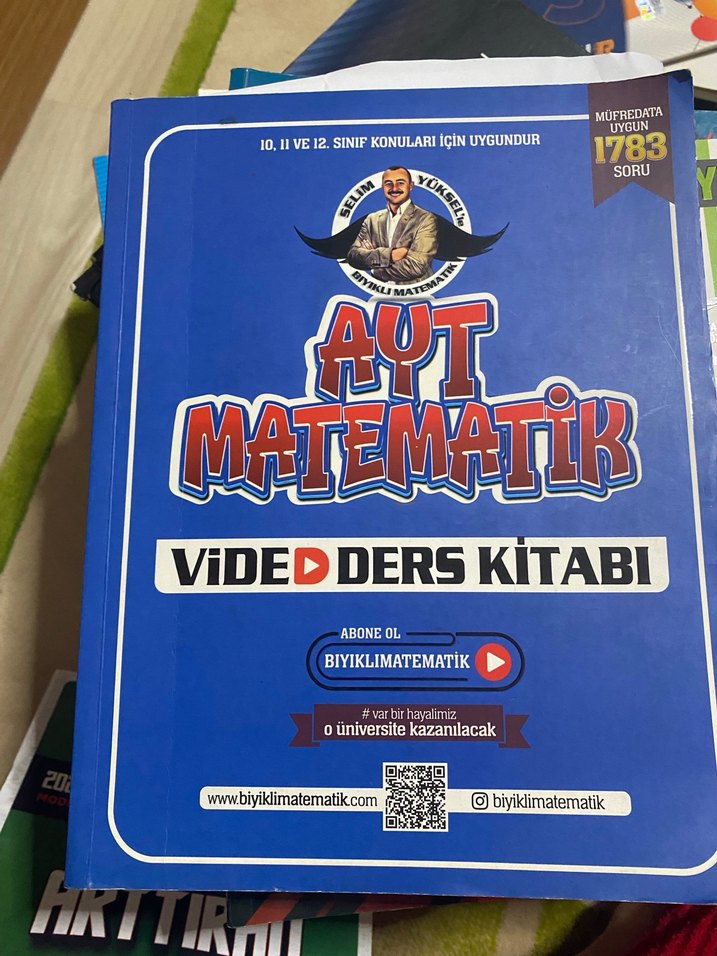 10, 11 VE 12. SINIF KONULARI İÇİN UYGUNDUR
MÜFREDATA
UYGUN
1783
SORU
SELİM YÜKSEL'le
BIYIKLI MATEMATİK
AYT
MATEMATİK
VİDEO DERS KİTABI
ABONE OL
BIYIKLIMATEMATİK
# var bir hayalimiz
o üniversite kazanılacak
www.biyiklimatematik.com
biyiklimatematik
ARTTIRAN